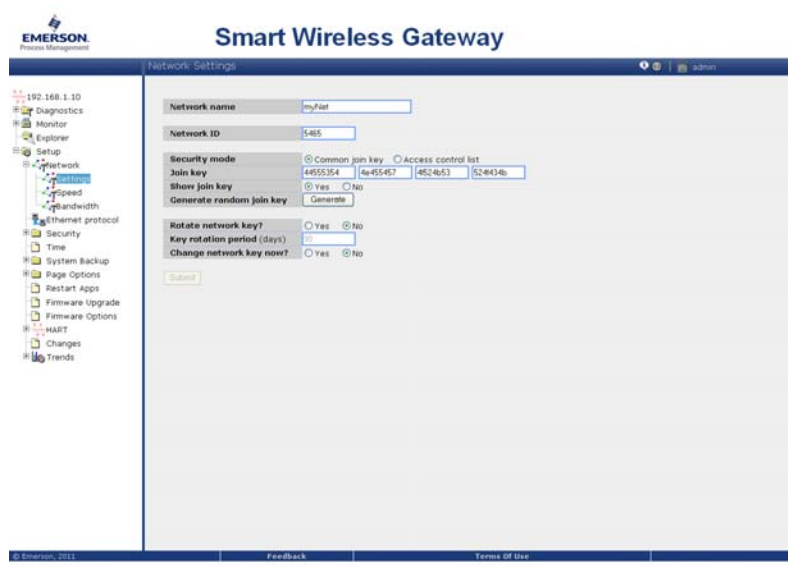 EMERSON.
Process Management
Smart Wireless Gateway
Network Settings
admin
192.168.1.10
Diagnostics
Monitor
Explorer
Setup
Network
Settings
Speed
Bandwidth
Ethernet protocol
Security
Time
System Backup
Page Options
Restart Apps
Firmware Upgrade
Firmware Options
HART
Changes
Trends
Network name myNet
Network ID 5465
Security mode Common join key Access control list
Join key 44555354 4e455457 4f524b53 524f434b
Show join key Yes No
Generate random join key Generate
Rotate network key? Yes No
Key rotation period (days) 30
Change network key now? Yes No
Submit
© Emerson, 2011 Feedback Terms Of Use